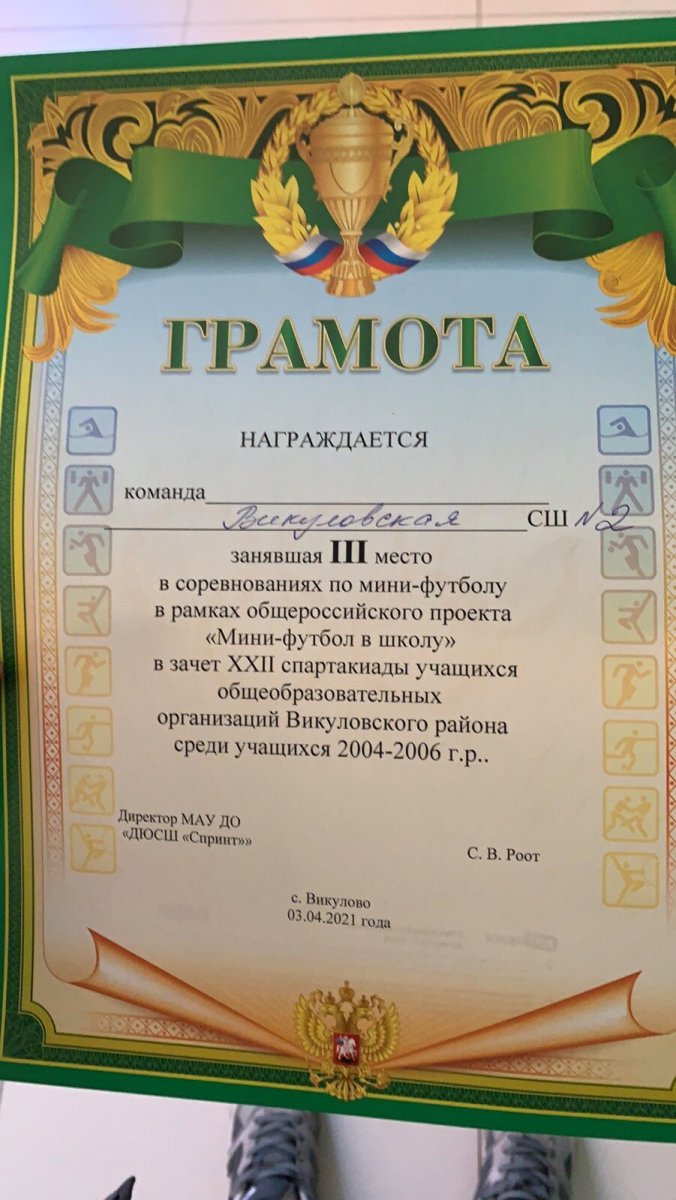 ГРАМОТА
НАГРАЖДАЕТСЯ
команда
Викуловская СШ №2
занявшая III место
в соревнованиях по мини-футболу
в рамках общероссийского проекта
«Мини-футбол в школу»
в зачет XXII спартакиады учащихся
общеобразовательных
организаций Викуловского района
среди учащихся 2004-2006 г.р..
Директор МАУ ДО
«ДЮСШ «Спринт»»
С. В. Роот
с. Викулово
03.04.2021 года